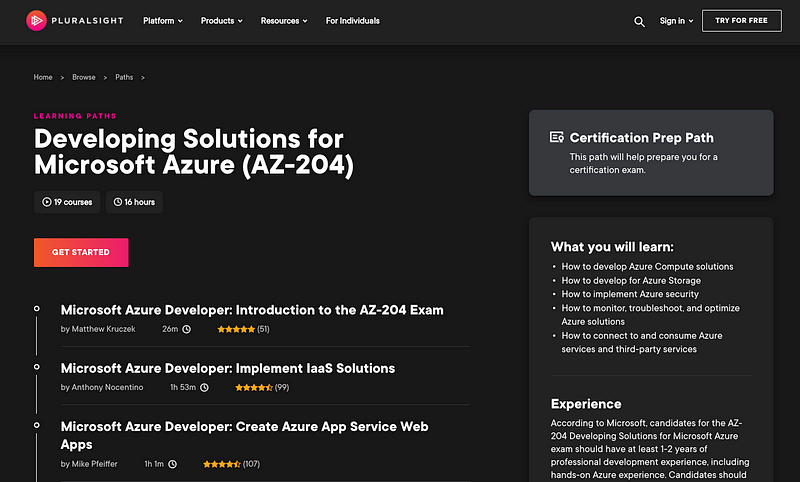 PLURALSIGHT Platform Products Resources For Individuals Sign in TRY FOR FREE
Home > Browse > Paths >
LEARNING PATHS
Developing Solutions for
Microsoft Azure (AZ-204)
19 courses 16 hours
GET STARTED
Microsoft Azure Developer: Introduction to the AZ-204 Exam
by Matthew Kruczek 26m (51)
Microsoft Azure Developer: Implement IaaS Solutions
by Anthony Nocentino 1h 53m (99)
Microsoft Azure Developer: Create Azure App Service Web
Apps
by Mike Pfeiffer 1h 1m (107)
Certification Prep Path
This path will help prepare you for a
certification exam.
What you will learn:
• How to develop Azure Compute solutions
• How to develop for Azure Storage
• How to implement Azure security
• How to monitor, troubleshoot, and optimize
Azure solutions
• How to connect to and consume Azure
services and third-party services
Experience
According to Microsoft, candidates for the AZ-
204 Developing Solutions for Microsoft Azure
exam should have at least 1-2 years of
professional development experience, including
hands-on Azure experience. Candidates should